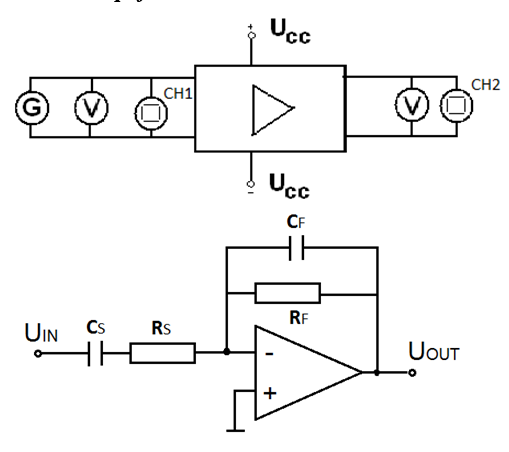 +
Ucc
G
V
CH1
V
CH2
Ucc
−
CF
RF
UIN
CS
RS
-
+
UOUT